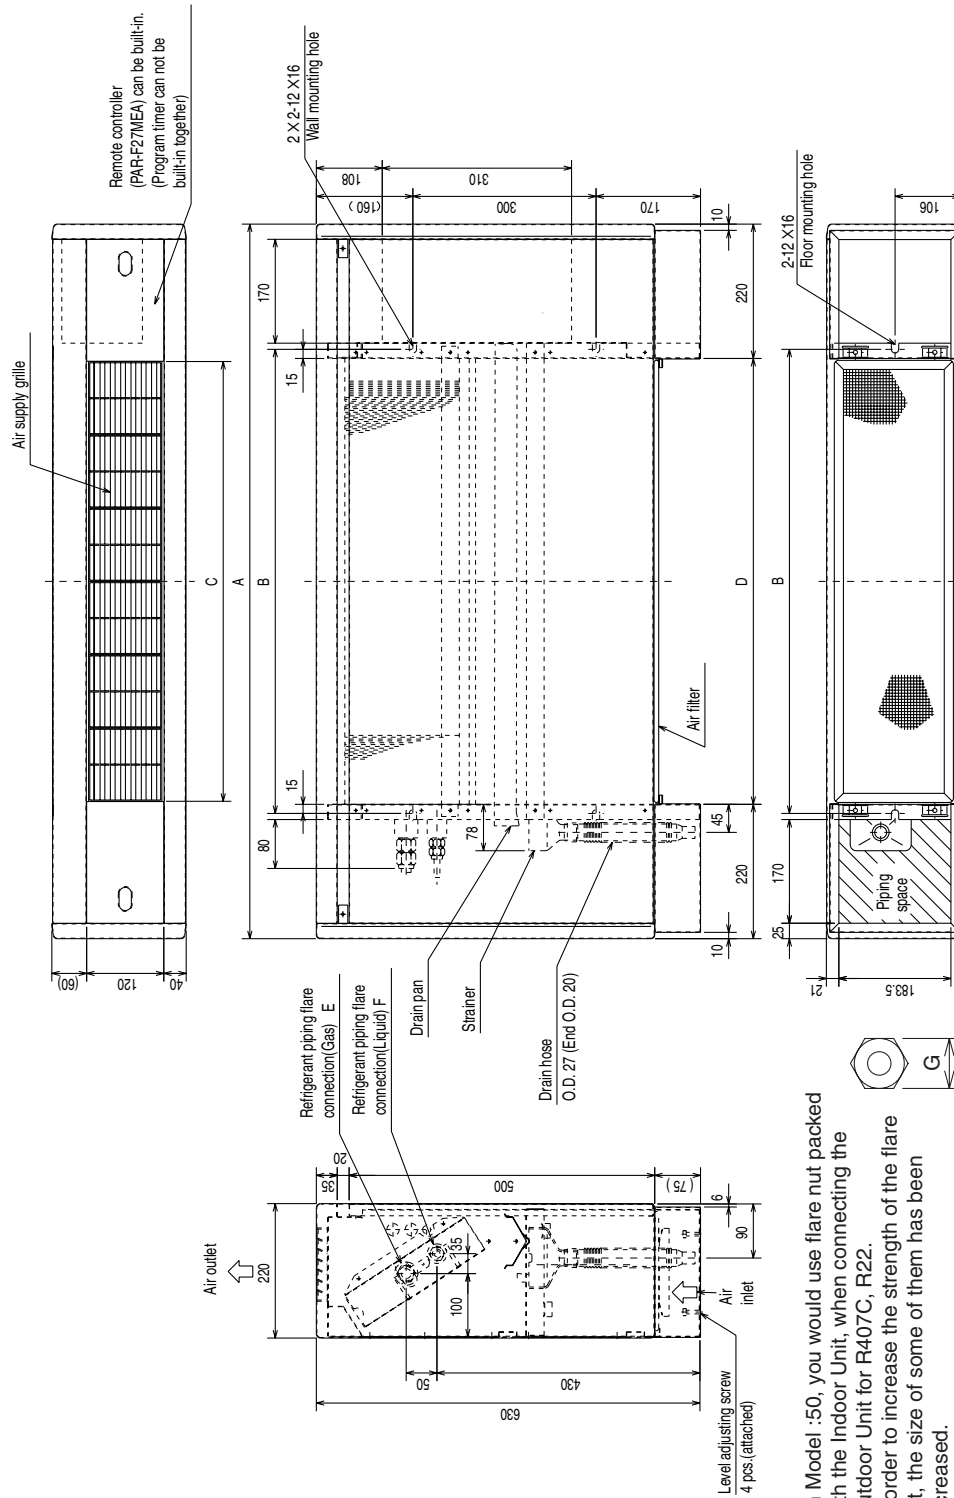 Remote controller
(PAR-F27MEA) can be built-in.
(Program timer can not be
built-in together)
Air supply grille
2 X 2-12 X16
Wall mounting hole
2-12 X16
Floor mounting hole
(60)
120
40
C
A
B
170
15
15
80
78
108
(160)
310
300
170
10
220
D
B
45
220
10
Air filter
106
Refrigerant piping flare
connection(Gas) E
Refrigerant piping flare
connection(Liquid) F
Drain pan
Strainer
Drain hose
O.D. 27 (End O.D. 20)
Piping
space
170
25
21
183.5
G
Air outlet
220
35
20
500
(75)
6
90
35
100
50
430
630
Air
inlet
Level adjusting screw
4 pcs.(attached)
Model :50, you would use flare nut packed
the Indoor Unit, when connecting the
Unit for R407C, R22.
order to increase the strength of the flare
the size of some of them has been